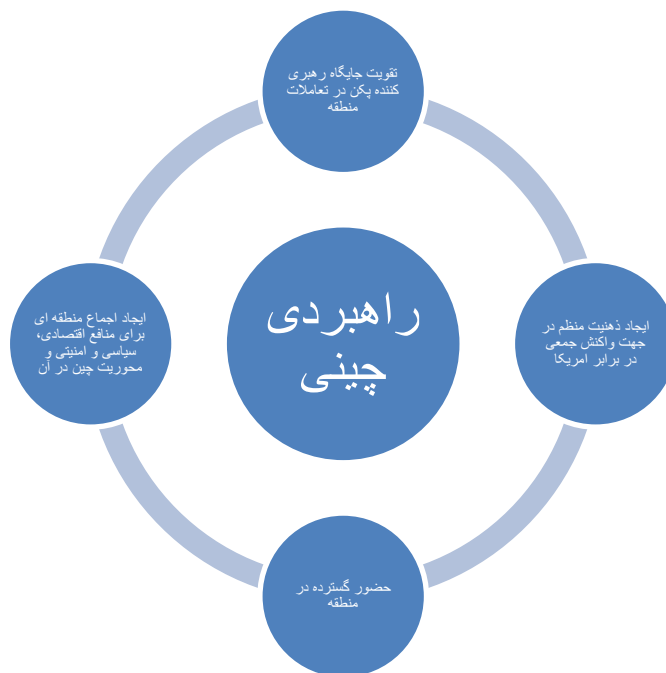 تقویت جایگاه رهبری
کننده پکن در تعاملات
منطقه
ایجاد ذهنیت منظم در
جهت واکنش جمعی
در برابر امریکا
حضور گسترده در
منطقه
ایجاد اجماع منطقه ای
برای منافع اقتصادی،
سیاسی و امنیتی و
محوریت چین در آن
راهبردی
چینی